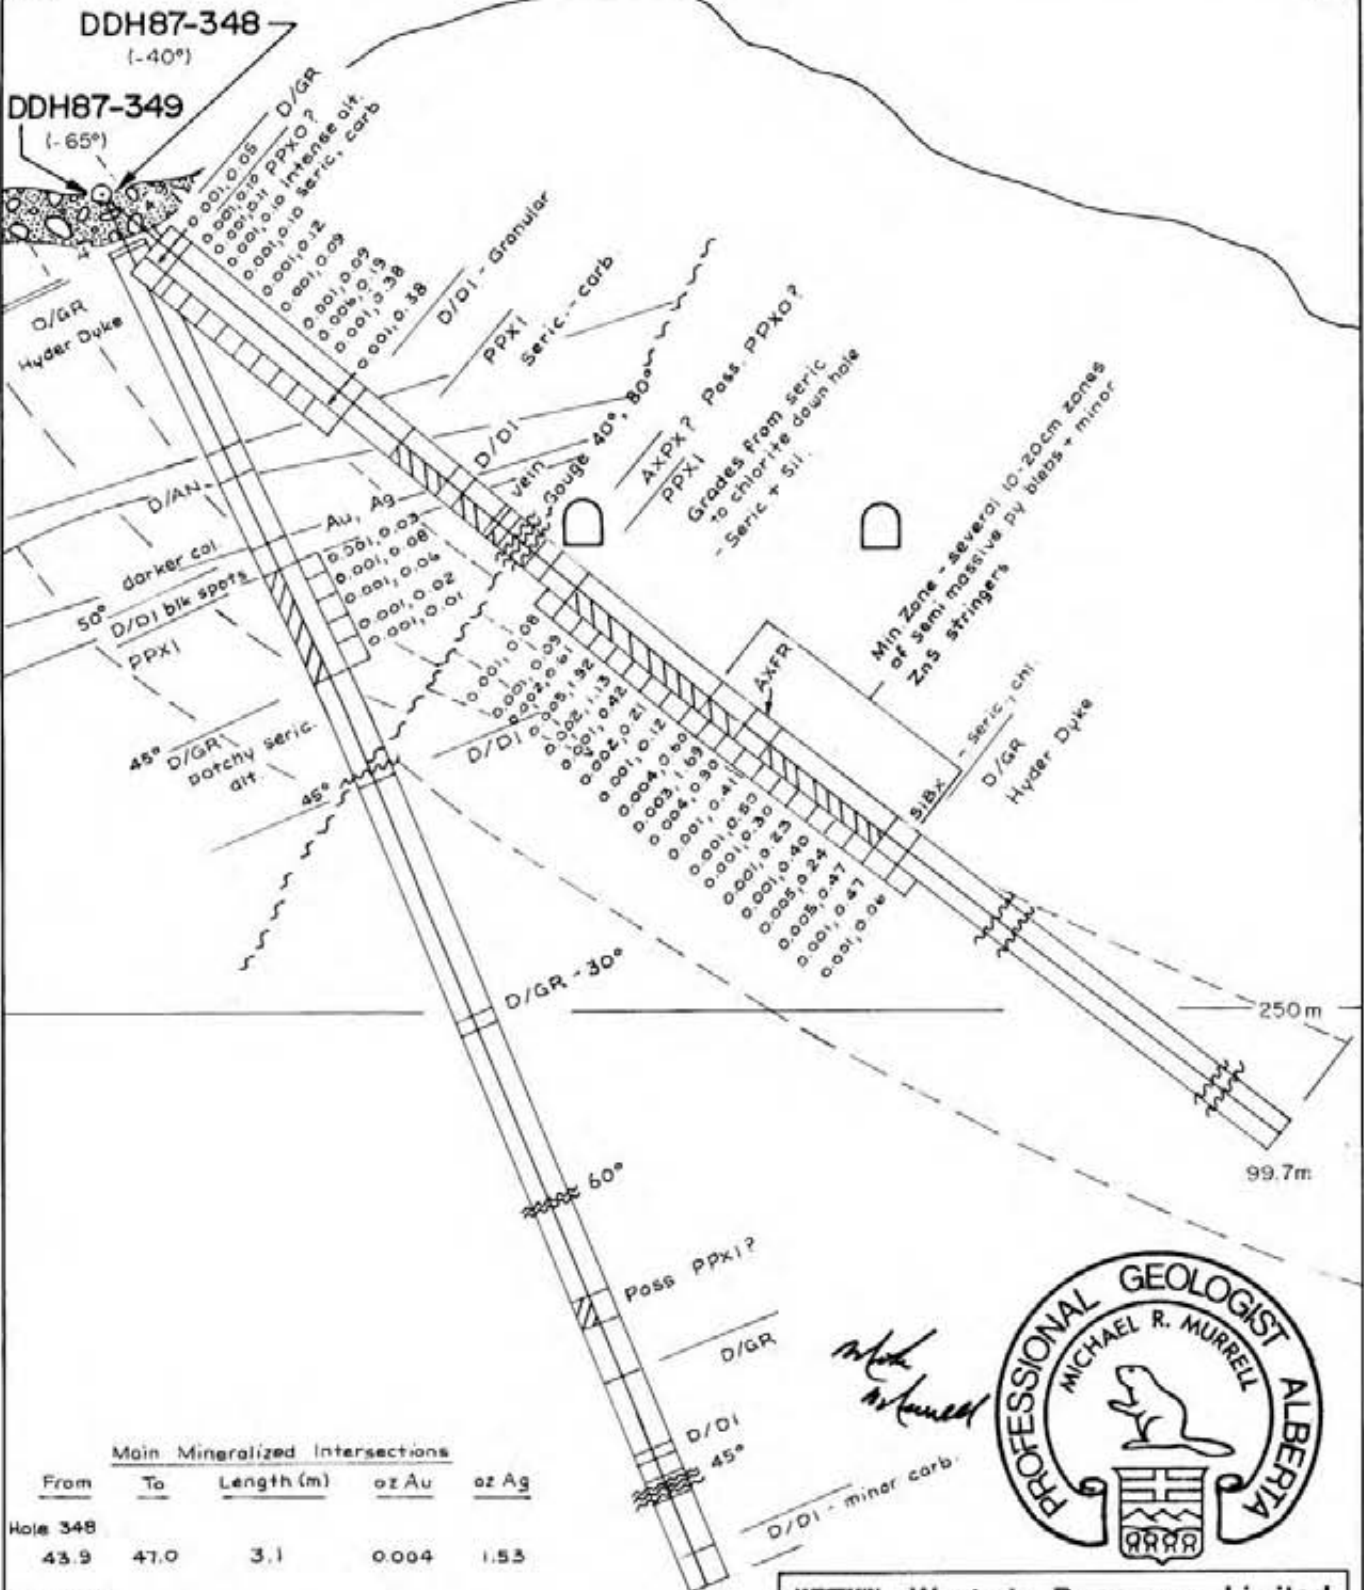 DDH87-348
(-40°)
DDH87-349
(-65°)
4
4
D/GR
0.001, 0.05
PPXO?
0.001, 0.10
Intense alt.
0.001, 0.11
seric, carb
0.001, 0.10
0.001, 0.10
0.001, 0.12
0.001, 0.09
0.001, 0.09
0.006, 0.19
0.001, 0.38
0.001, 0.38
D/DI - Granular
PPXI
Seric. - carb
D/DI
vein
Gouge 40°, 80°
AXPX? Poss. PPXO?
PPXI
Grades from seric
to chlorite down hole
- Seric + Sil.
Min. Zone - several 10-20cm zones
of semi massive py blebs + minor
ZnS stringers
AXFR
SiBx
- seric, chl.
D/GR
Hyder Dyke
D/GR
Hyder Dyke
D/AN
darker col.
50°
D/DI blk spots
PPXI
Au, Ag
0.001, 0.03
0.001, 0.08
0.001, 0.06
0.001, 0.02
0.001, 0.01
45°
D/GR
patchy seric.
alt
45°
D/DI
0.001, 0.08
0.001, 0.09
0.002, 0.61
0.005, 1.92
0.002, 1.13
0.001, 0.42
0.002, 0.21
0.001, 0.12
0.004, 0.60
0.003, 1.69
0.004, 0.90
0.001, 0.41
0.001, 0.50
0.001, 0.30
0.001, 0.23
0.001, 0.40
0.005, 0.24
0.005, 0.47
0.001, 0.47
0.001, 0.06
D/GR - 30°
250m
99.7m
60°
Poss PPXI?
D/GR
D/DI
45°
D/DI - minor carb.
PROFESSIONAL GEOLOGIST ALBERTA
MICHAEL R. MURRELL
Main Mineralized Intersections
From To Length (m) oz Au oz Ag
Hole 348
43.9 47.0 3.1 0.004 1.53